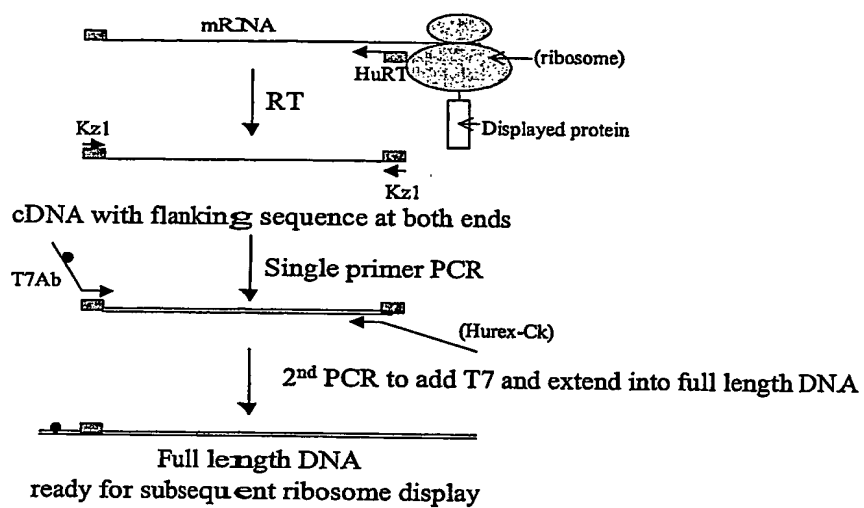 mRNA
(ribosome)
HuRT
RT
Displayed protein
Kz1
Kz1
cDNA with flanking sequence at both ends
T7Ab
Single primer PCR
(Hurex-Ck)
2nd PCR to add T7 and extend into full length DNA
Full length DNA
ready for subsequent ribosome display